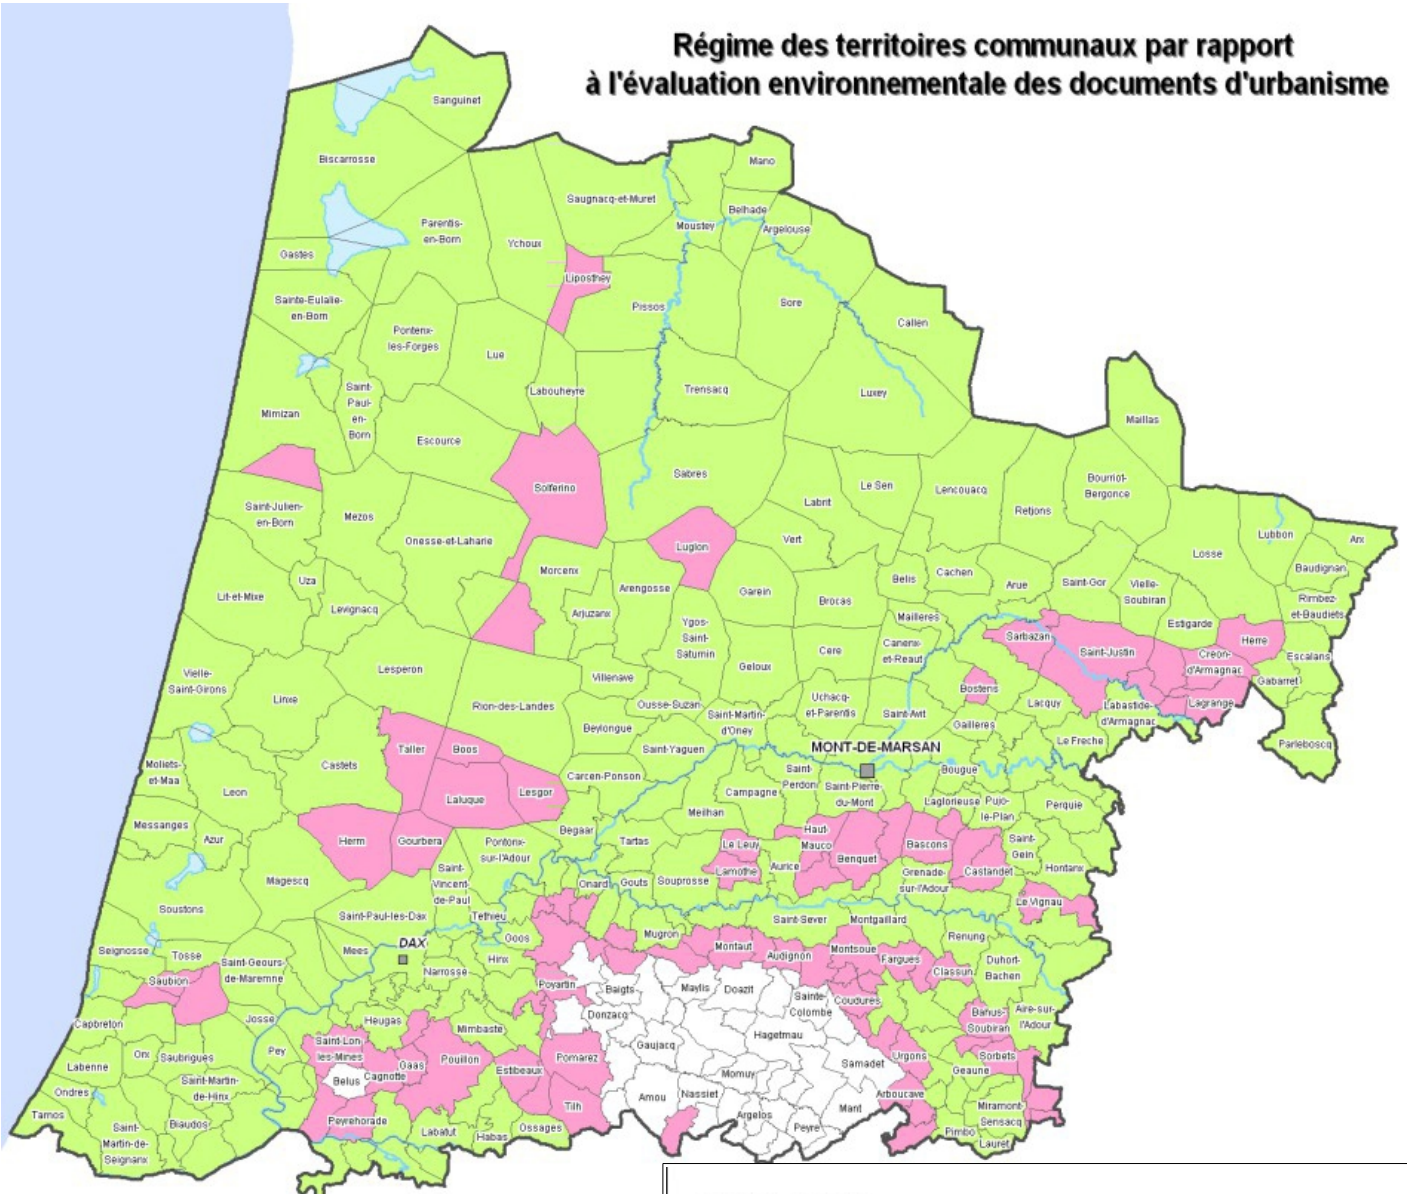 Régime des territoires communaux par rapport
à l'évaluation environnementale des documents d'urbanisme
Sanguinet
Biscarrosse
Mano
Saugnacq-et-Muret
Belhade
Moustey
Argelouse
Parentis-
en-Born
Ychoux
Gastes
Liposthey
Sainte-Eulalie-
en-Born
Pissos
Sore
Callen
Pontenx-
les-Forges
Lue
Labouheyre
Trensacq
Luxey
Saint-
Paul-
en-
Born
Mimizan
Maillas
Escource
Sabres
Solferino
Le Sen
Lencouacq
Bourriot-
Bergonce
Labrit
Retjons
Saint-Julien-
en-Born
Mezos
Onesse-et-Laharie
Luglon
Vert
Lubbon
Arx
Losse
Baudignan
Uza
Lit-et-Mixe
Levignacq
Morcenx
Arengosse
Garein
Belis
Cachen
Arue
Saint-Gor
Vielle-
Soubiran
Rimbez-
et-Baudiets
Arjuzanx
Brocas
Mailleres
Estigarde
Ygos-
Saint-
Saturnin
Cere
Canenx-
et-Reaut
Sarbazan
Saint-Justin
Herre
Creon-
d'Armagnac
Escalans
Gabarret
Lesperon
Vielle-
Saint-Girons
Linxe
Villenave
Geloux
Bostens
Lacquy
Labastide-
d'Armagnac
Lagrange
Rion-des-Landes
Ousse-Suzan
Uchacq-
et-Parentis
Saint-Avit
Gailleres
Saint-Martin-
d'Oney
Beylongue
Saint-Yaguen
Le Freche
Parleboscq
Taller
Boos
MONT-DE-MARSAN
Moliets-
et-Maa
Castets
Carcen-Ponson
Saint-
Perdon
Bougue
Leon
Laluque
Lesgor
Campagne
Saint-Pierre-
du-Mont
Laglorieuse
Pujo-
le-Plan
Perquie
Messanges
Azur
Herm
Gourbera
Pontonx-
sur-l'Adour
Begaar
Tartas
Meilhan
Le Leuy
Haut-
Mauco
Benquet
Bascons
Saint-
Gein
Magescq
Saint-
Vincent-
de-Paul
Onard
Gouts
Souprosse
Lamothe
Aurice
Grenade-
sur-l'Adour
Castandet
Hontanx
Le Vignau
Soustons
Saint-Paul-les-Dax
Tethieu
Saint-Sever
Montgaillard
Seignosse
Tosse
Mees
DAX
Goos
Mugron
Montaut
Audignon
Montsoue
Renung
Saint-Geours-
de-Maremne
Narrosse
Hinx
Fargues
Classun
Duhort-
Bachen
Saubion
Poyartin
Baigts
Maylis
Doazit
Sainte-
Colombe
Coudures
Bahus-
Soubiran
Aire-sur-
l'Adour
Capbreton
Josse
Heugas
Mimbaste
Donzacq
Hagetmau
Labenne
Orx
Saubrigues
Pey
Saint-Lon-
les-Mines
Gaas
Pouillon
Pomarez
Gaujacq
Samadet
Urgons
Sorbets
Geaune
Ondres
Saint-Martin-
de-Hinx
Belus
Cagnotte
Estibeaux
Momuy
Tarnos
Saint-
Martin-de-
Seignanx
Biaudos
Peyrehorade
Labatut
Habas
Ossages
Tilh
Amou
Nassiet
Argelos
Peyre
Mant
Arboucave
Miramont-
Sensacq
Pimbo
Lauret